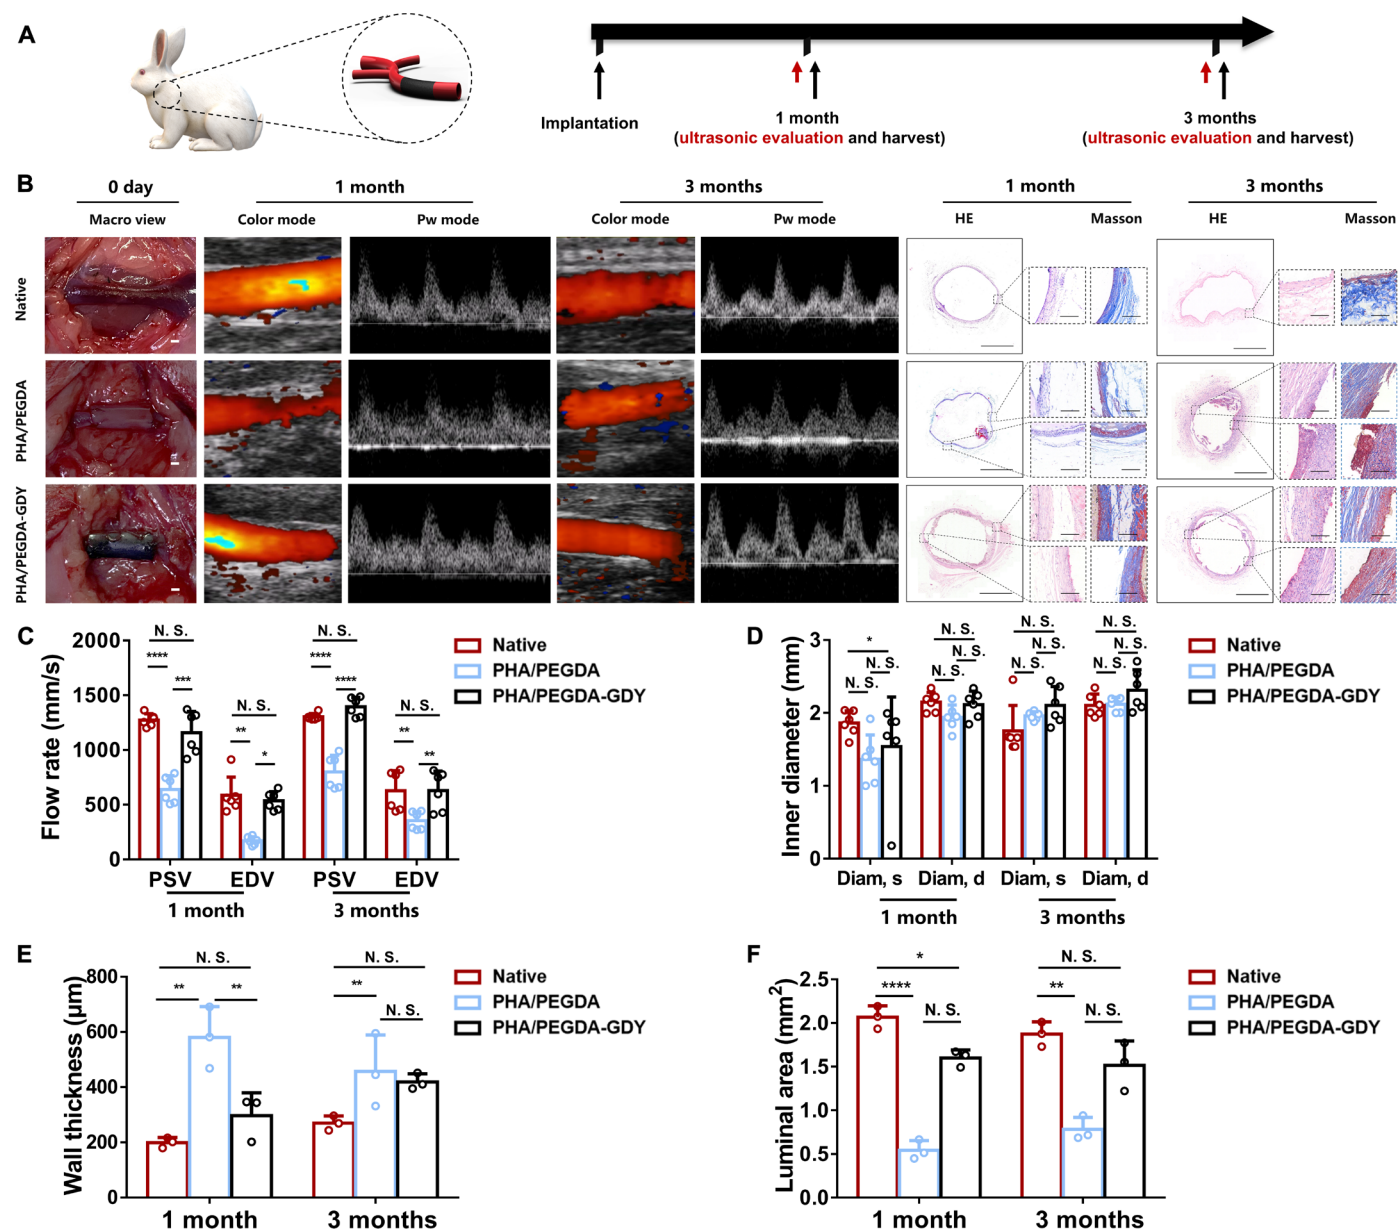 A
Implantation
1 month
(ultrasonic evaluation and harvest)
3 months
(ultrasonic evaluation and harvest)
B
0 day
1 month
3 months
1 month
3 months
Macro view
Color mode
Pw mode
Color mode
Pw mode
HE
Masson
HE
Masson
Native
PHA/PEGDA
PHA/PEGDA-GDY
C
Flow rate (mm/s)
2000
1500
1000
500
0
N. S.
****
***
N. S.
**
*
N. S.
****
****
N. S.
**
**
PSV
EDV
PSV
EDV
1 month
3 months
Native
PHA/PEGDA
PHA/PEGDA-GDY
D
Inner diameter (mm)
3
2
1
0
*
N. S.
N. S.
N. S.
N. S.
N. S.
N. S.
N. S.
N. S.
N. S.
N. S.
N. S.
Diam, s
Diam, d
Diam, s
Diam, d
1 month
3 months
Native
PHA/PEGDA
PHA/PEGDA-GDY
E
Wall thickness (μm)
800
600
400
200
0
N. S.
**
**
N. S.
**
N. S.
1 month
3 months
Native
PHA/PEGDA
PHA/PEGDA-GDY
F
Luminal area (mm²)
2.5
2.0
1.5
1.0
0.5
0.0
*
****
N. S.
N. S.
**
N. S.
1 month
3 months
Native
PHA/PEGDA
PHA/PEGDA-GDY